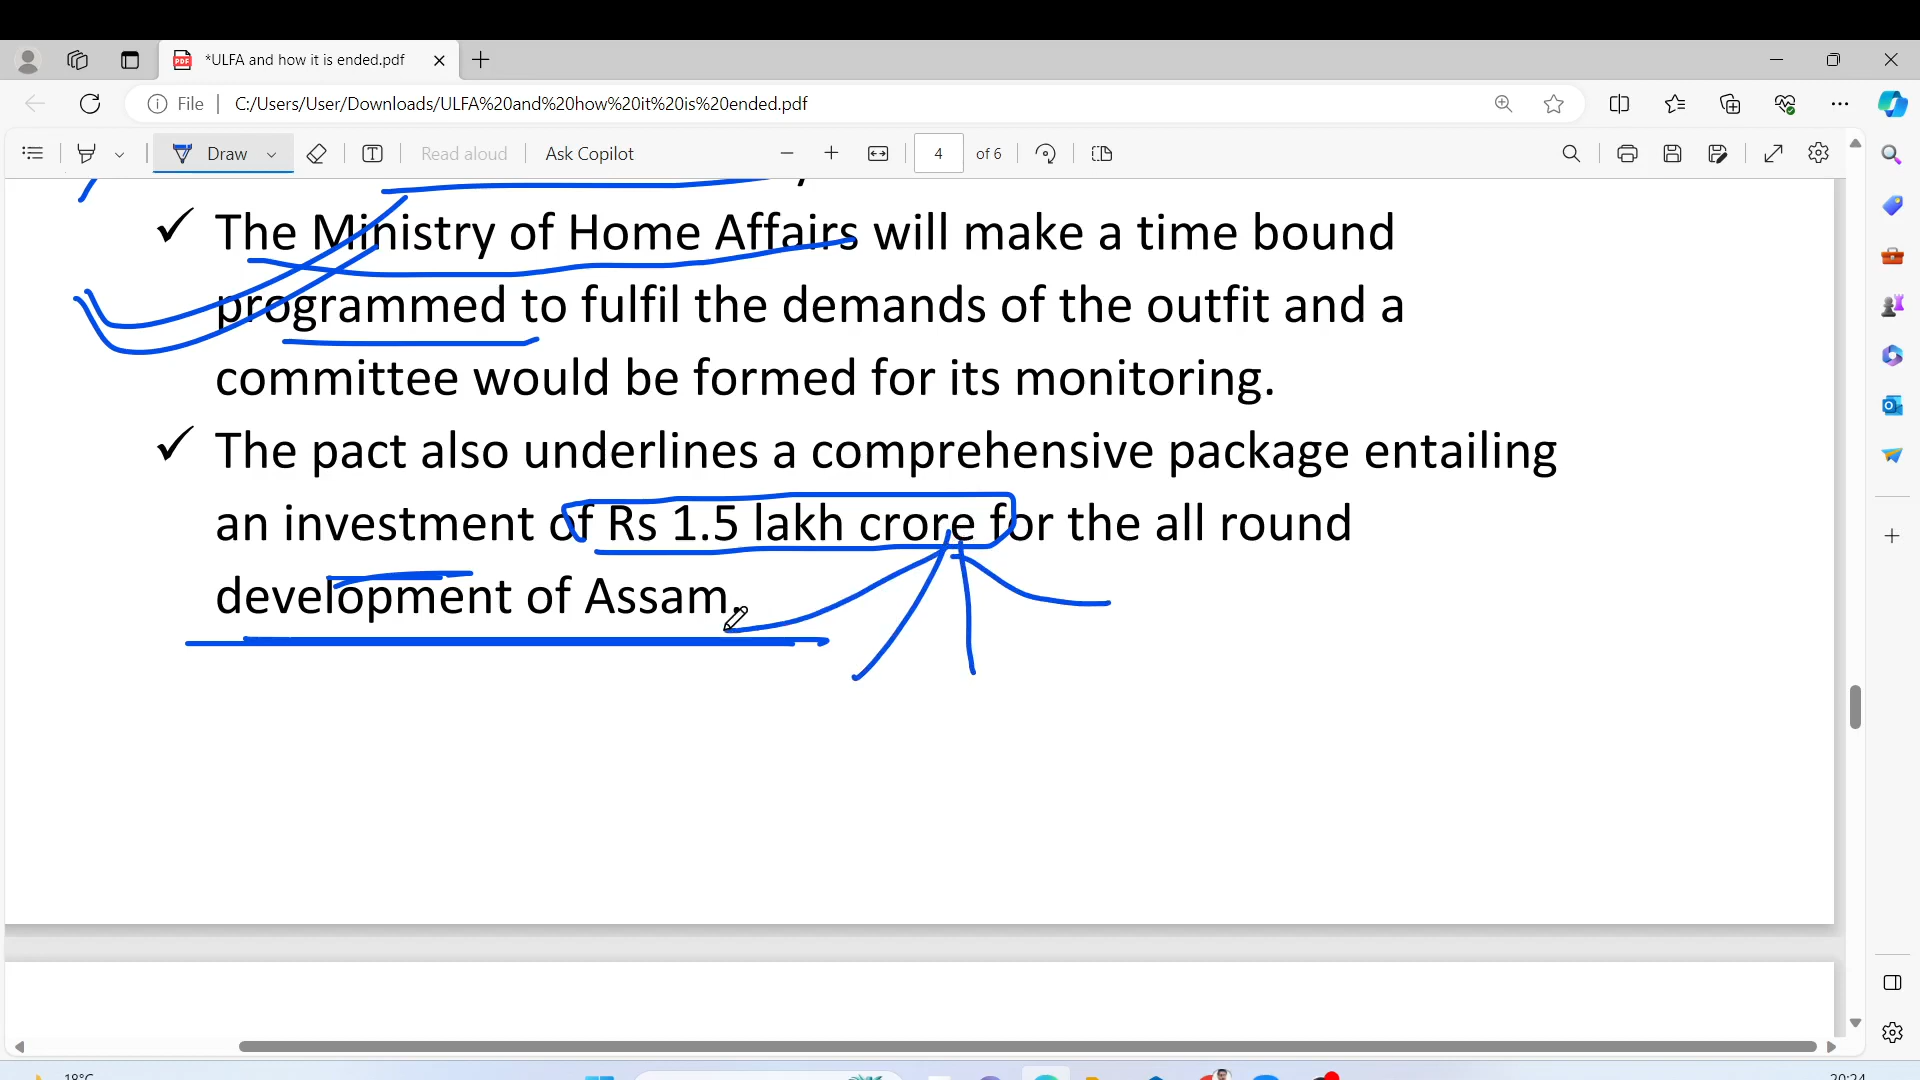 *ULFA and how it is ended.pdf
File | C:/Users/User/Downloads/ULFA%20and%20how%20it%20is%20ended.pdf
Draw Read aloud Ask Copilot 4 of 6
✓ The Ministry of Home Affairs will make a time bound
programmed to fulfil the demands of the outfit and a
committee would be formed for its monitoring.
✓ The pact also underlines a comprehensive package entailing
an investment of Rs 1.5 lakh crore for the all round
development of Assam.
18°C
20:24